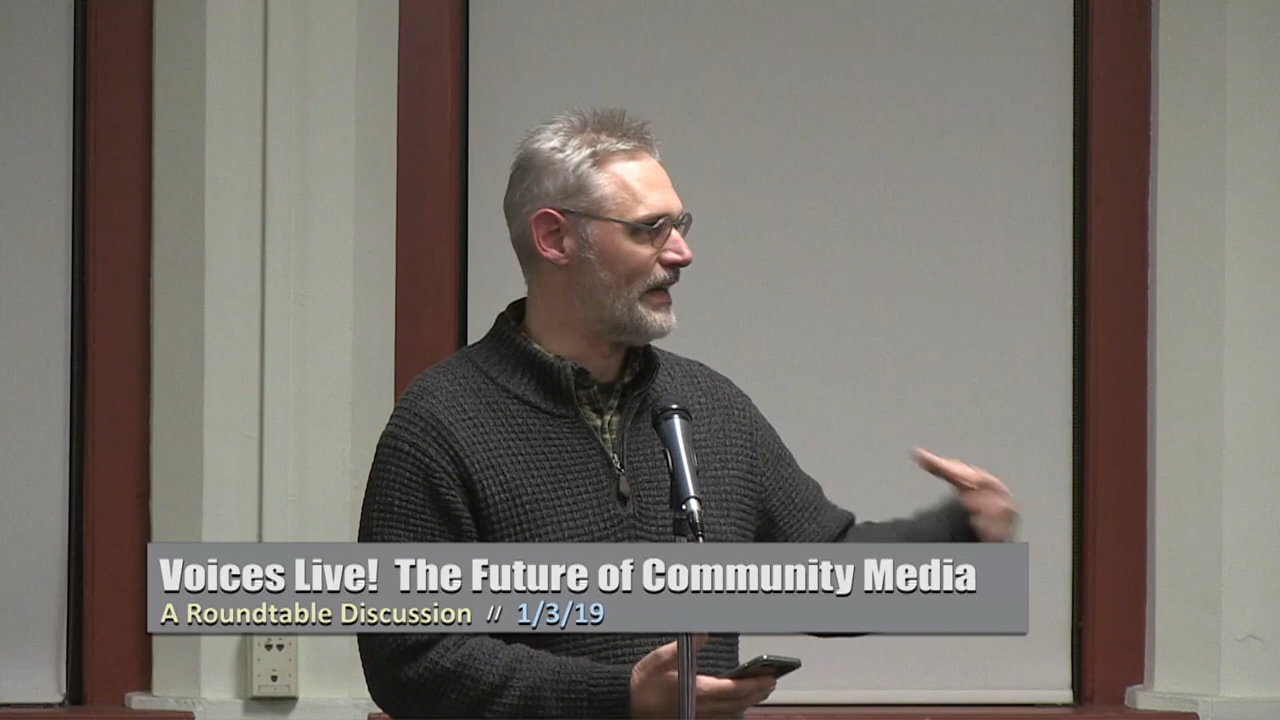 Voices Live! The Future of Community Media
A Roundtable Discussion // 1/3/19